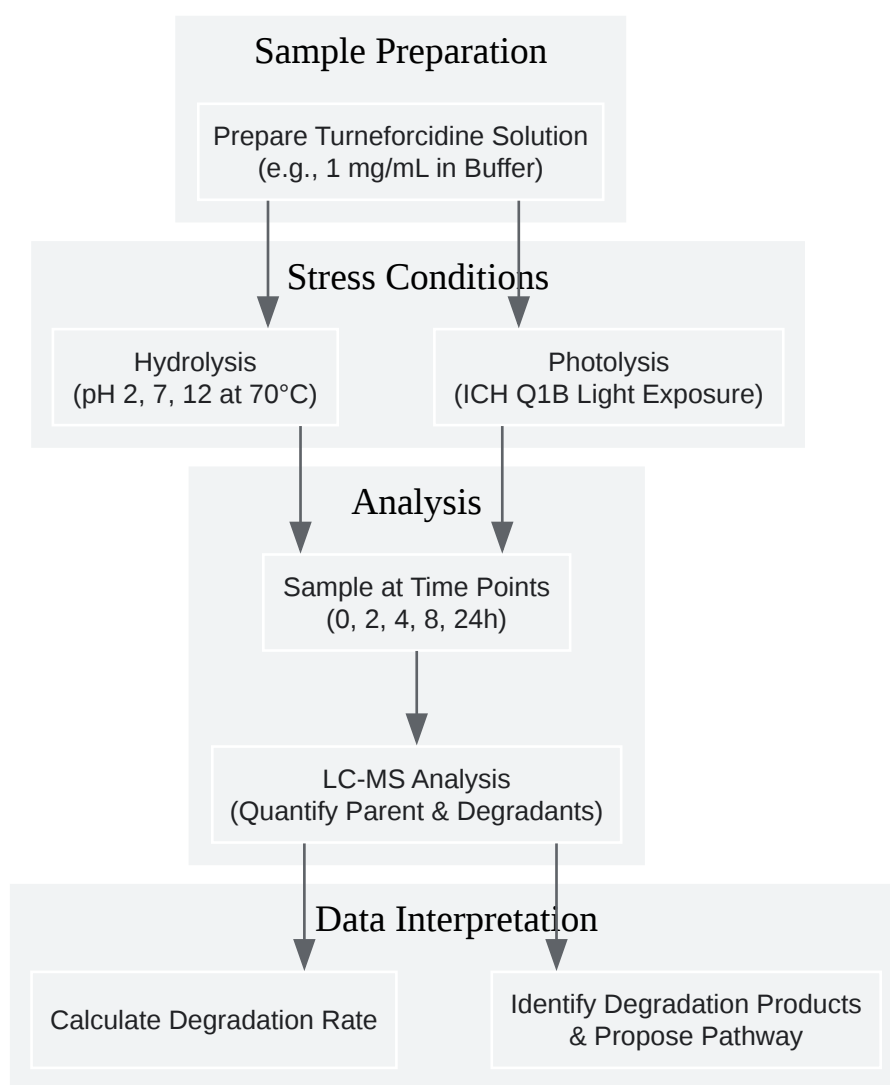 Sample Preparation
Prepare Turneforcidine Solution
(e.g., 1 mg/mL in Buffer)
Stress Conditions
Hydrolysis
(pH 2, 7, 12 at 70°C)
Photolysis
(ICH Q1B Light Exposure)
Analysis
Sample at Time Points
(0, 2, 4, 8, 24h)
LC-MS Analysis
(Quantify Parent & Degradants)
Data Interpretation
Calculate Degradation Rate
Identify Degradation Products
& Propose Pathway